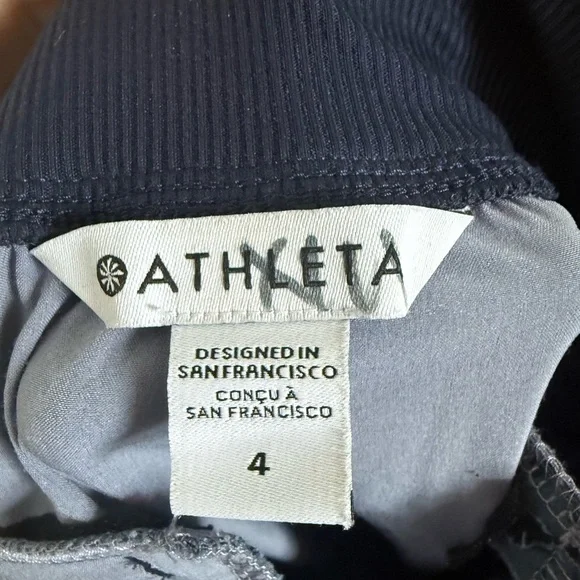 ATHLETA
DESIGNED IN
SAN FRANCISCO
CONÇU À
SAN FRANCISCO
4